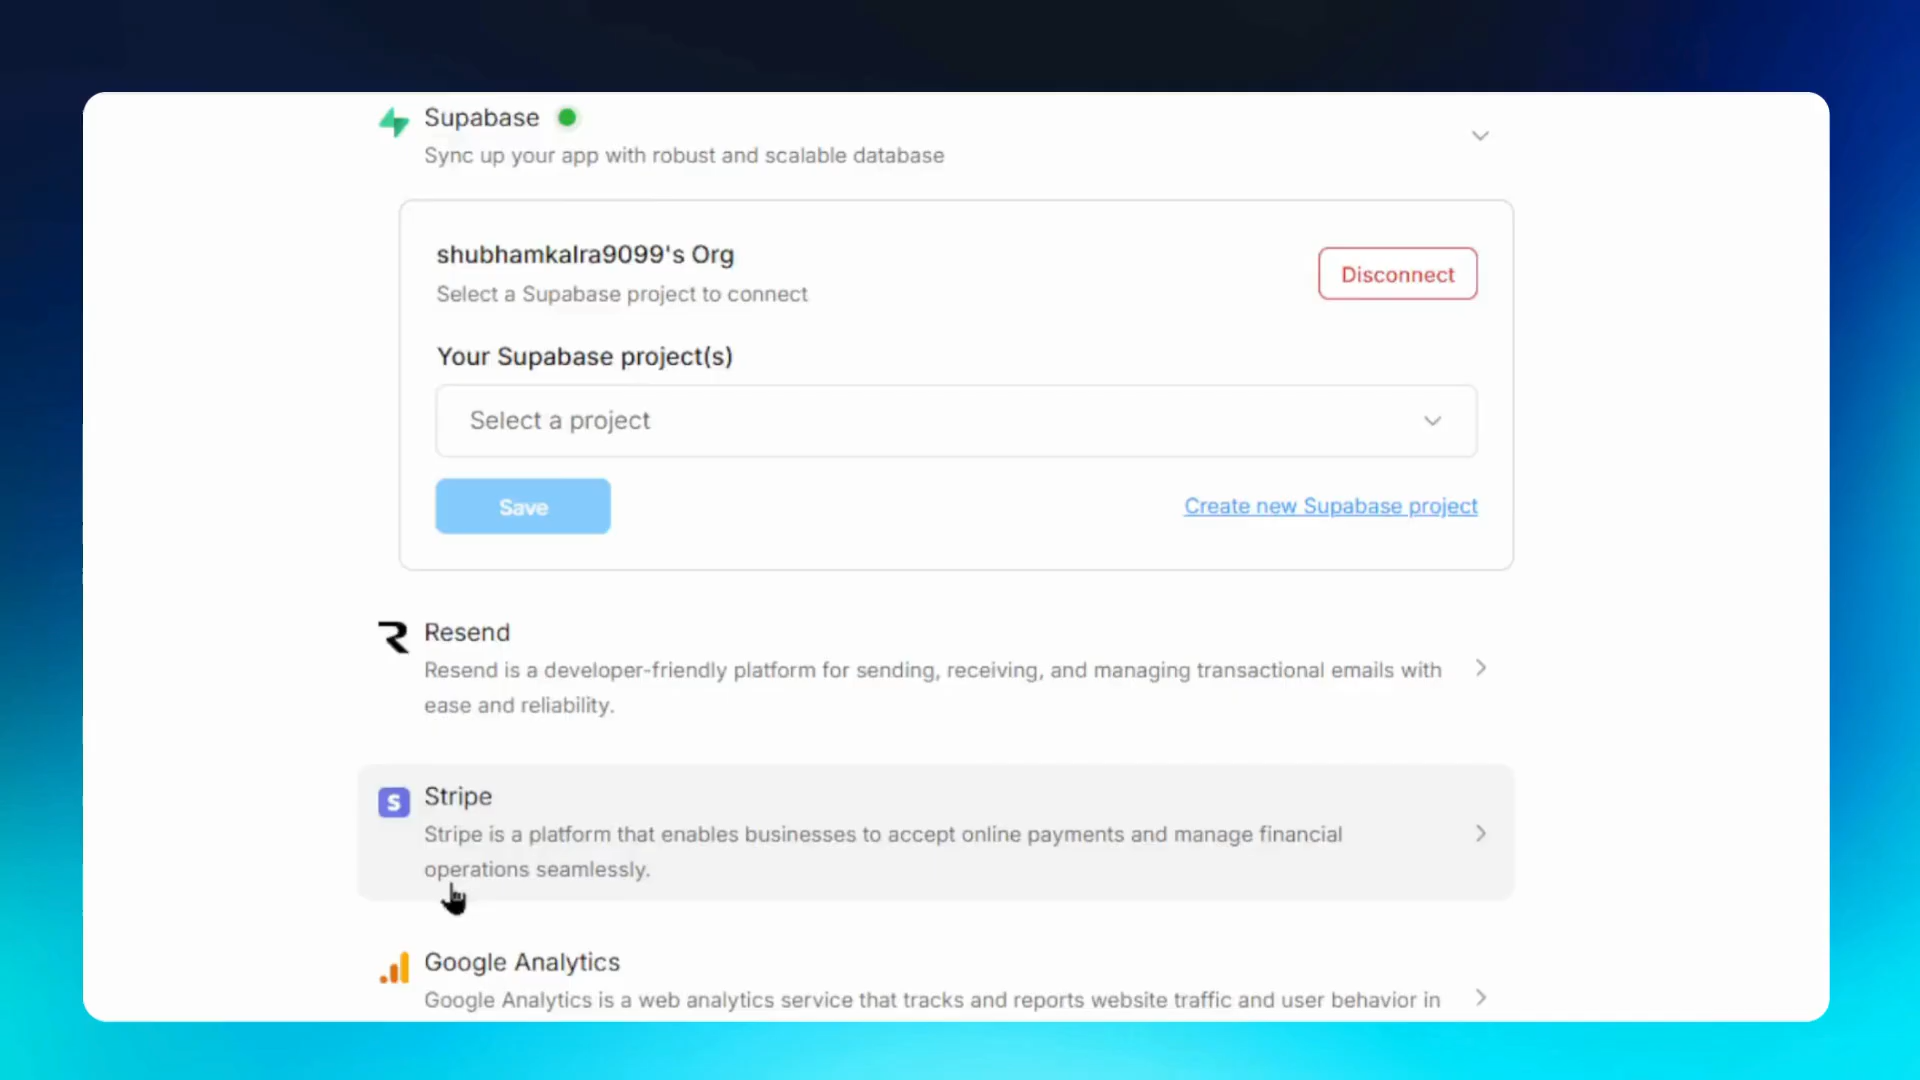 Supabase
Sync up your app with robust and scalable database
shubhamkalra9099's Org
Select a Supabase project to connect
Disconnect
Your Supabase project(s)
Select a project
Save
Create new Supabase project
Resend
Resend is a developer-friendly platform for sending, receiving, and managing transactional emails with
ease and reliability.
S
Stripe
Stripe is a platform that enables businesses to accept online payments and manage financial
operations seamlessly.
Google Analytics
Google Analytics is a web analytics service that tracks and reports website traffic and user behavior in